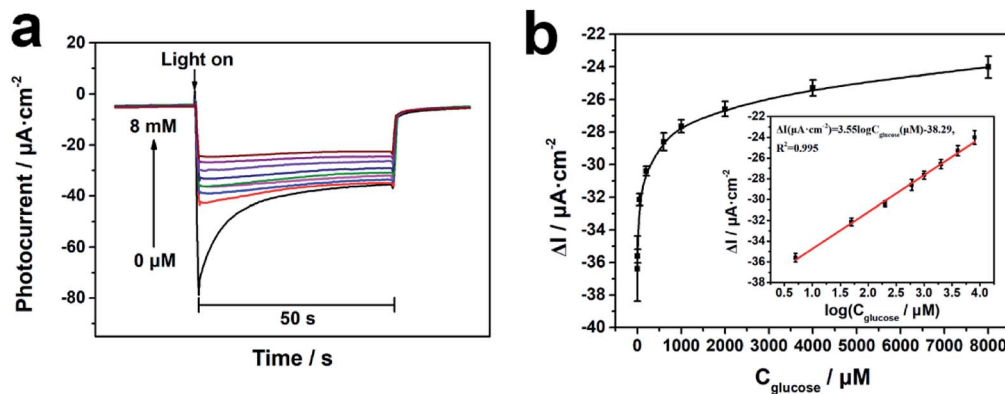 a
Photocurrent / μA·cm⁻²
20
0
-20
-40
-60
-80
Light on
8 mM
0 μM
50 s
Time / s
b
ΔI / μA·cm⁻²
-22
-24
-26
-28
-30
-32
-34
-36
-38
-40
0 1000 2000 3000 4000 5000 6000 7000 8000
C_glucose / μM
ΔI / μA·cm⁻²
-22
-24
-26
-28
-30
-32
-34
-36
-38
ΔI(μA·cm⁻²)=3.55logC_glucose(μM)-38.29,
R²=0.995
0.5 1.0 1.5 2.0 2.5 3.0 3.5 4.0
log(C_glucose / μM)